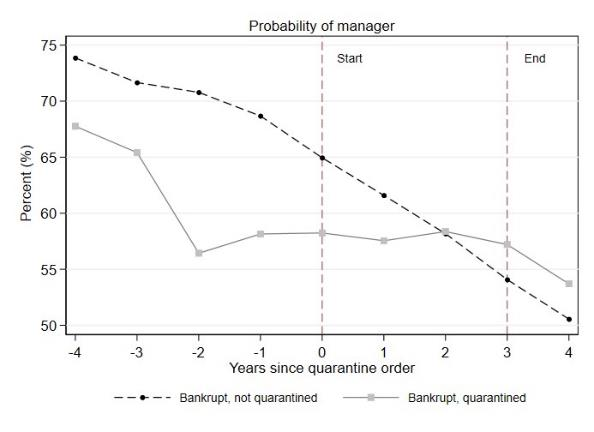 Probability of manager
75
70
65
60
55
50
Percent (%)
Start
End
-4 -3 -2 -1 0 1 2 3 4
Years since quarantine order
Bankrupt, not quarantined Bankrupt, quarantined